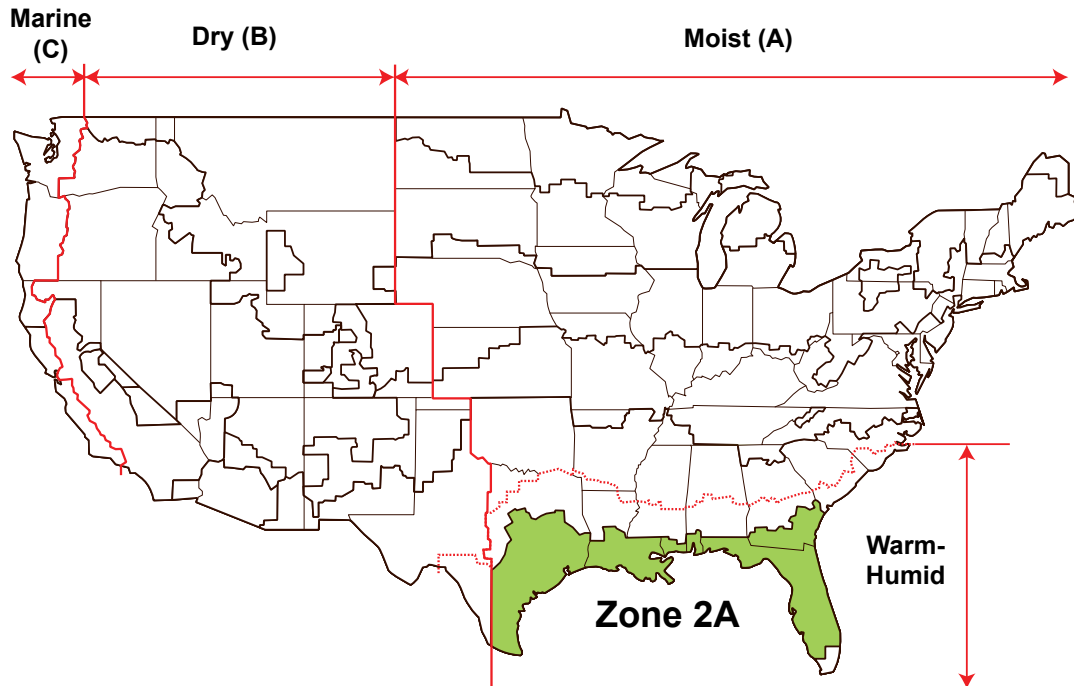 Marine
(C)
Dry (B)
Moist (A)
Warm-
Humid
Zone 2A